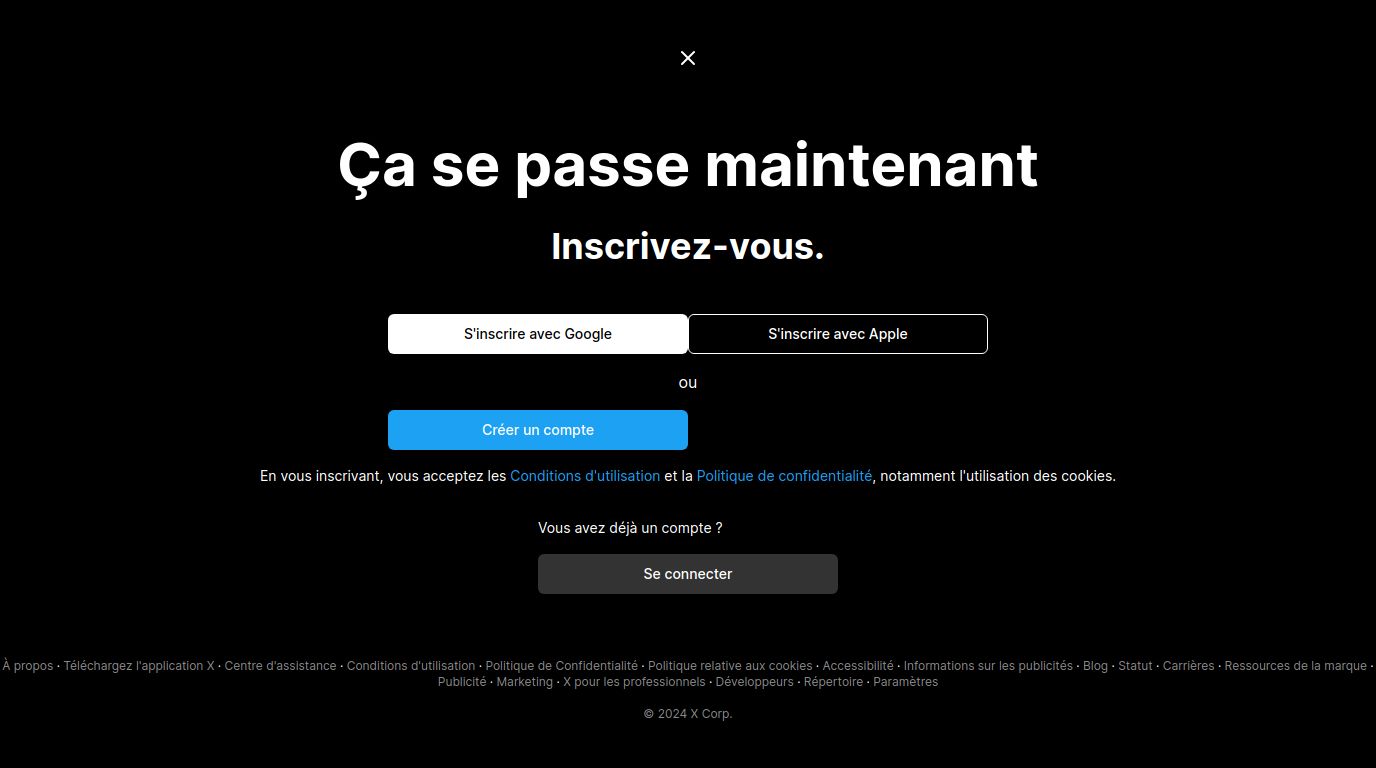 Ça se passe maintenant
Inscrivez-vous.
S'inscrire avec Google
S'inscrire avec Apple
ou
Créer un compte
En vous inscrivant, vous acceptez les Conditions d'utilisation et la Politique de confidentialité, notamment l'utilisation des cookies.
Vous avez déjà un compte ?
Se connecter
À propos · Téléchargez l'application X · Centre d'assistance · Conditions d'utilisation · Politique de Confidentialité · Politique relative aux cookies · Accessibilité · Informations sur les publicités · Blog · Statut · Carrières · Ressources de la marque ·
Publicité · Marketing · X pour les professionnels · Développeurs · Répertoire · Paramètres
© 2024 X Corp.